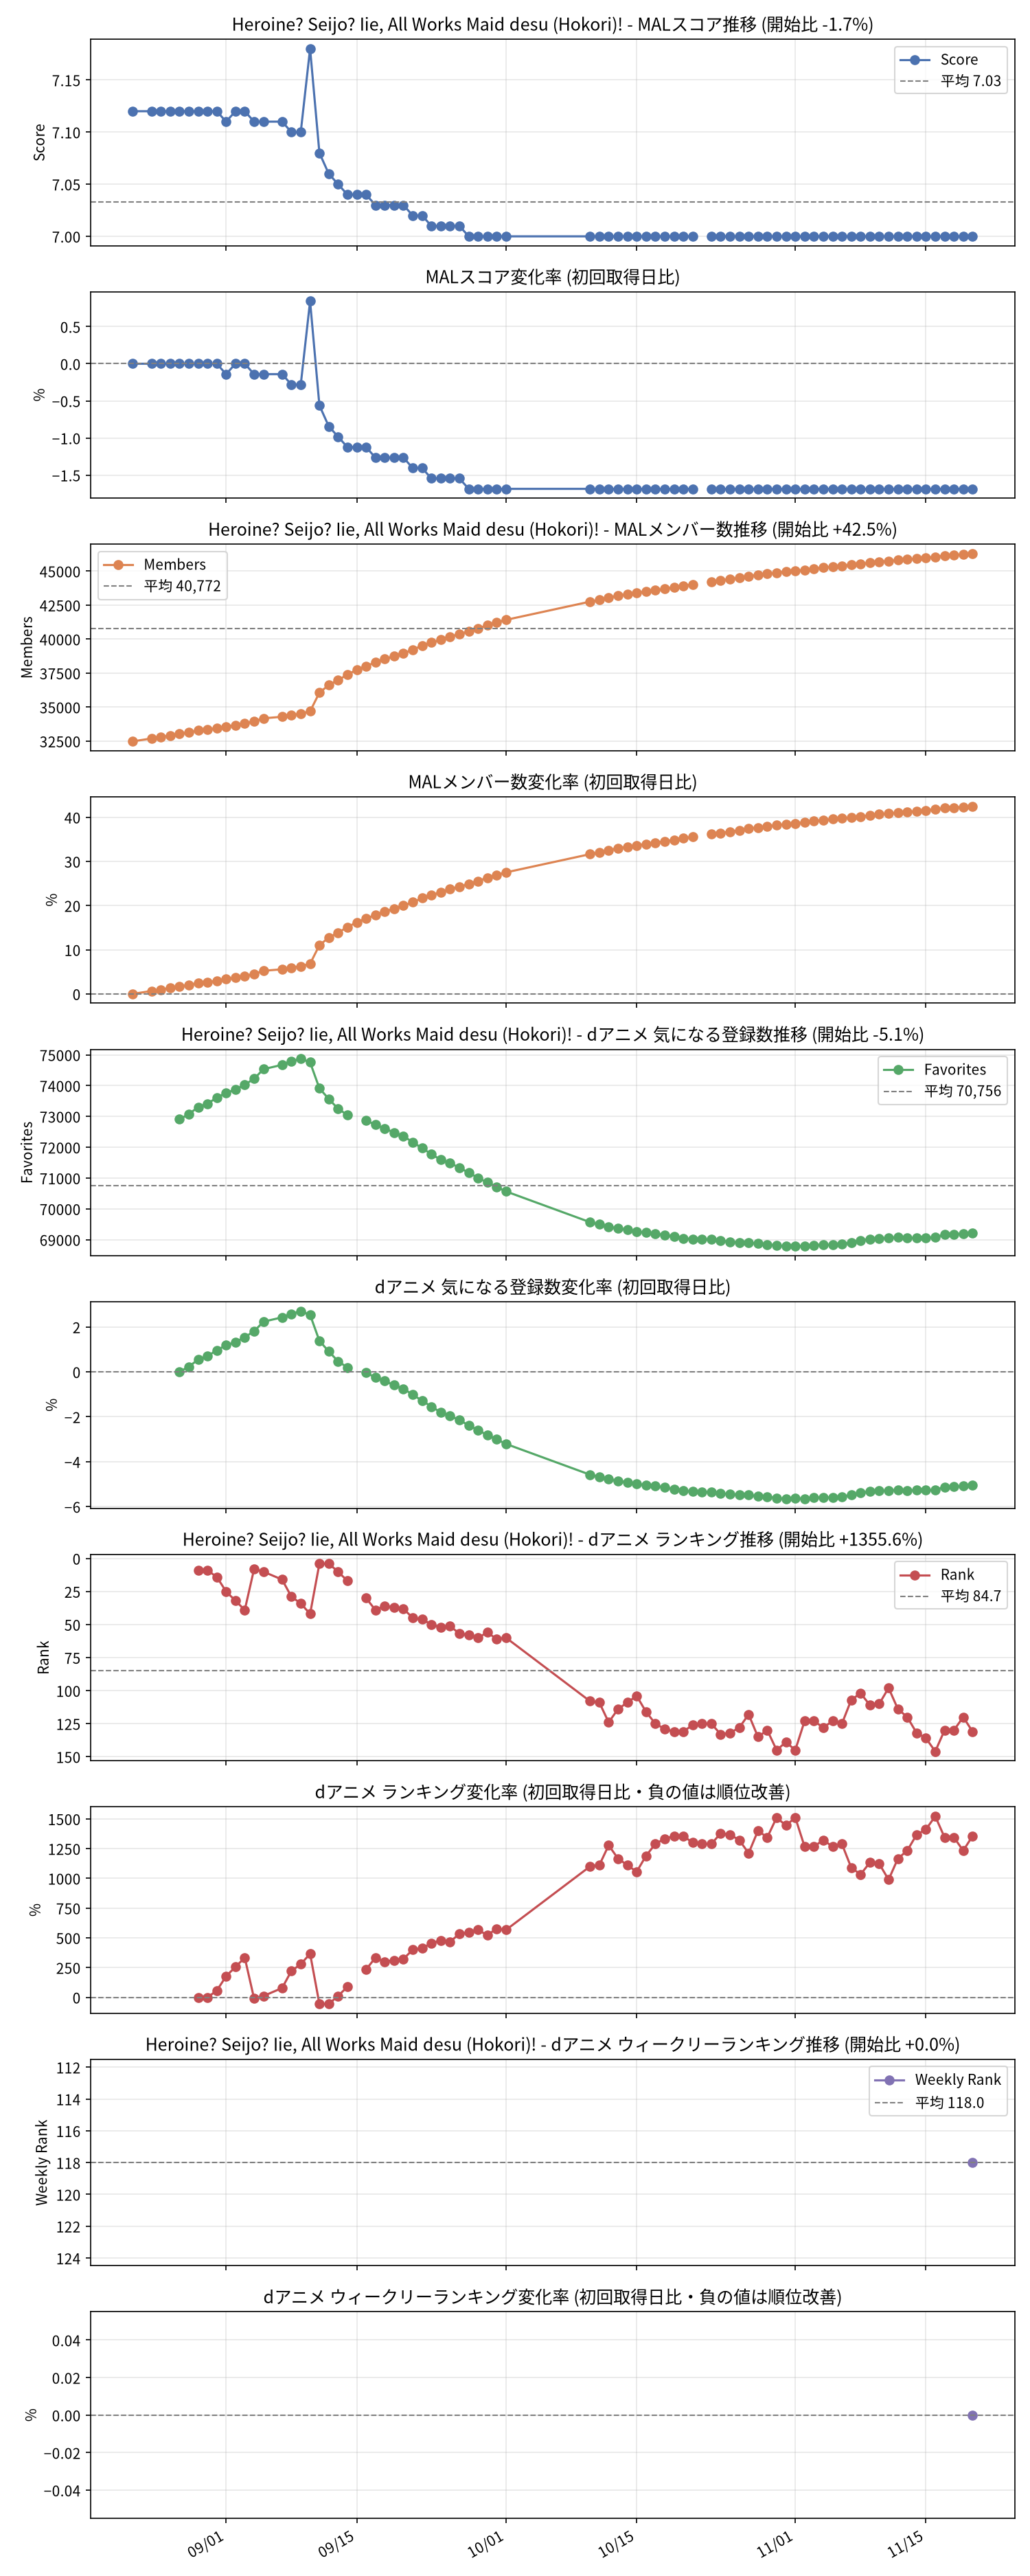 Heroine? Seijo? Iie, All Works Maid desu (Hokori)! - MALスコア推移 (開始比 -1.7%)
Score
平均 7.03
7.15
7.10
7.05
7.00
Score
MALスコア変化率 (初回取得日比)
0.5
0.0
−0.5
−1.0
−1.5
%
Heroine? Seijo? Iie, All Works Maid desu (Hokori)! - MALメンバー数推移 (開始比 +42.5%)
Members
平均 40,772
45000
42500
40000
37500
35000
32500
Members
MALメンバー数変化率 (初回取得日比)
40
30
20
10
0
%
Heroine? Seijo? Iie, All Works Maid desu (Hokori)! - dアニメ 気になる登録数推移 (開始比 -5.1%)
Favorites
平均 70,756
75000
74000
73000
72000
71000
70000
69000
Favorites
dアニメ 気になる登録数変化率 (初回取得日比)
2
0
−2
−4
−6
%
Heroine? Seijo? Iie, All Works Maid desu (Hokori)! - dアニメ ランキング推移 (開始比 +1355.6%)
Rank
平均 84.7
0
25
50
75
100
125
150
Rank
dアニメ ランキング変化率 (初回取得日比・負の値は順位改善)
1500
1250
1000
750
500
250
0
%
Heroine? Seijo? Iie, All Works Maid desu (Hokori)! - dアニメ ウィークリーランキング推移 (開始比 +0.0%)
Weekly Rank
平均 118.0
112
114
116
118
120
122
124
Weekly Rank
dアニメ ウィークリーランキング変化率 (初回取得日比・負の値は順位改善)
0.04
0.02
0.00
−0.02
−0.04
%
09/01
09/15
10/01
10/15
11/01
11/15